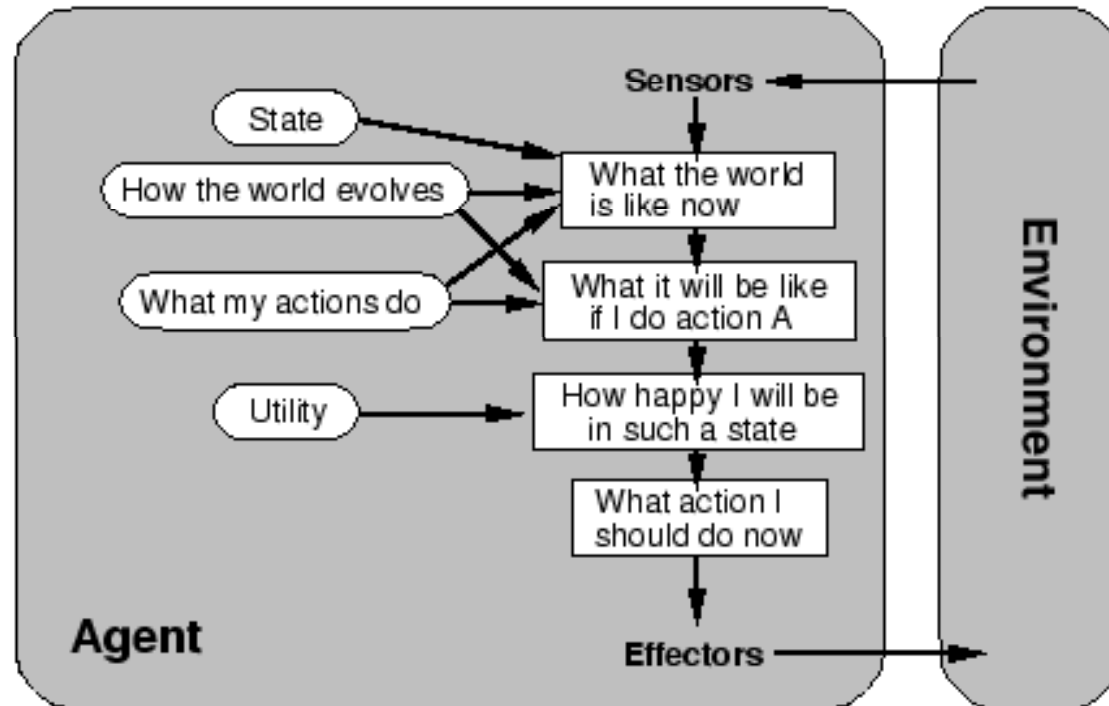 Sensors
State
How the world evolves
What the world
is like now
What my actions do
What it will be like
if I do action A
Utility
How happy I will be
in such a state
What action I
should do now
Agent
Effectors
Environment